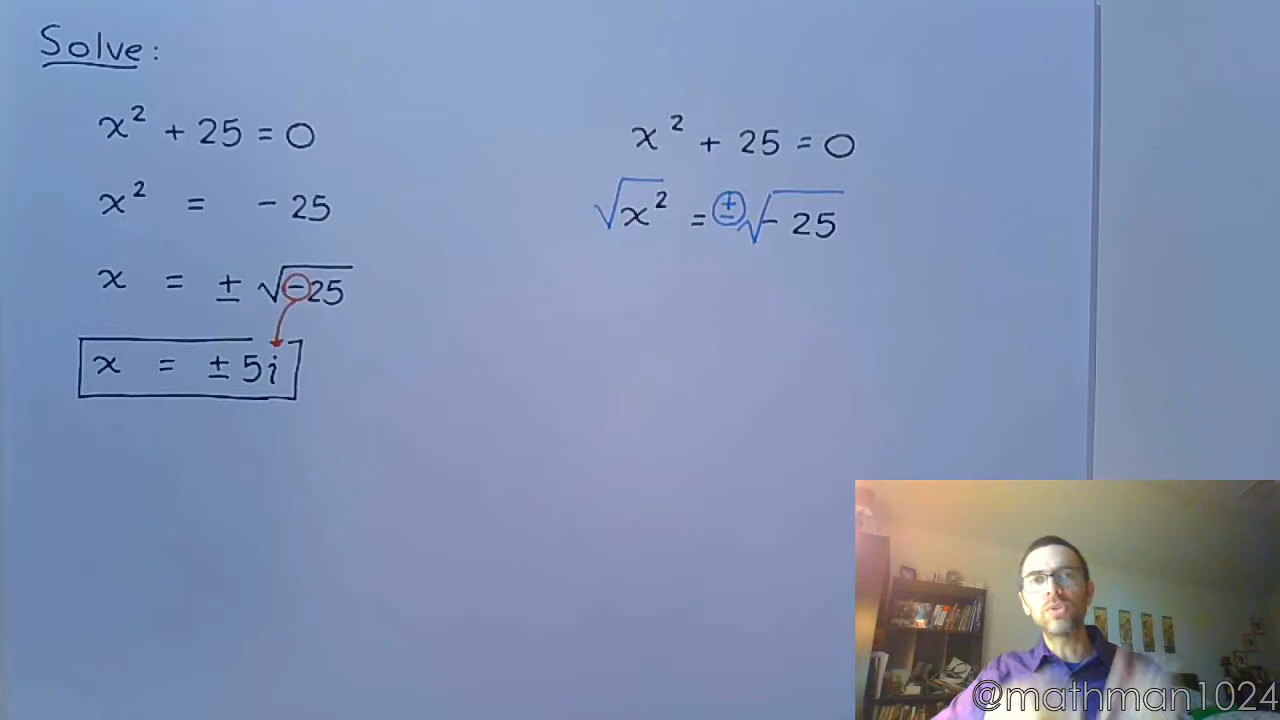 Solve:
x² + 25 = 0
x² = - 25
x = ± √-25
x = ± 5i
x² + 25 = 0
√x² = ± √- 25
@mathman1024